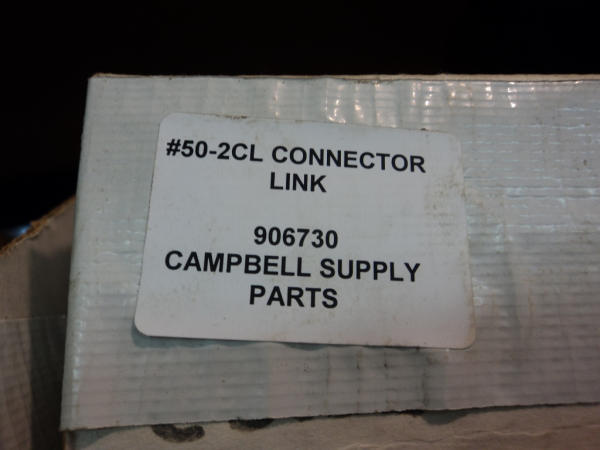 #50-2CL CONNECTOR
LINK
906730
CAMPBELL SUPPLY
PARTS